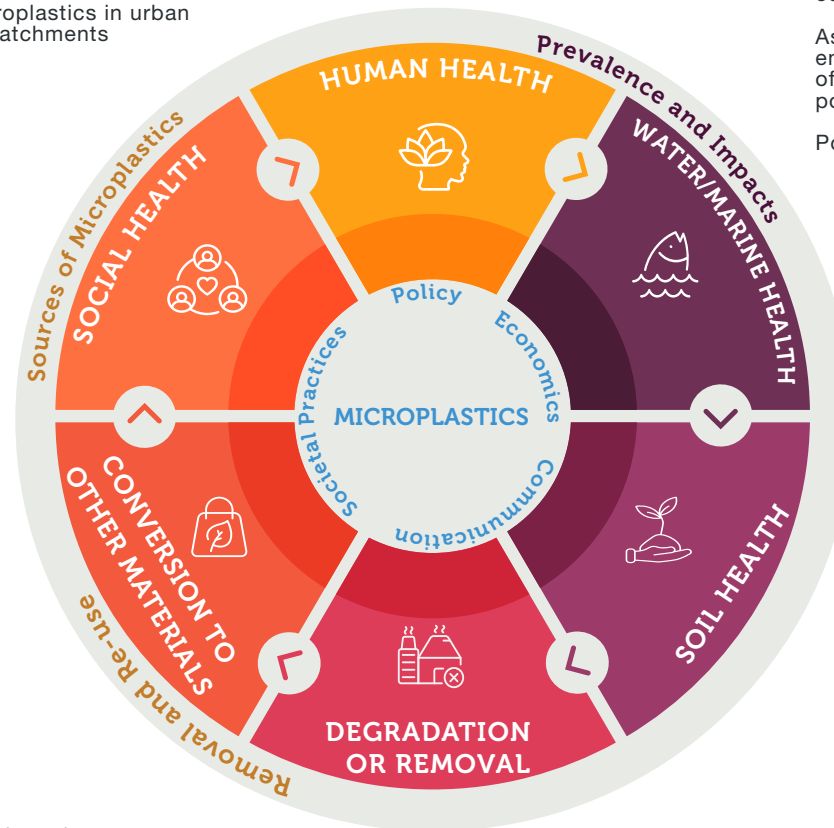 roplastics in urban
atchments
Prevalence and Impacts
Sources of Microplastics
Removal and Re-use
HUMAN HEALTH
WATER/MARINE HEALTH
SOIL HEALTH
DEGRADATION
OR REMOVAL
CONVERSION TO
OTHER MATERIALS
SOCIAL HEALTH
Policy
Economics
Communication
Societal Practices
MICROPLASTICS
As
of
po
Po